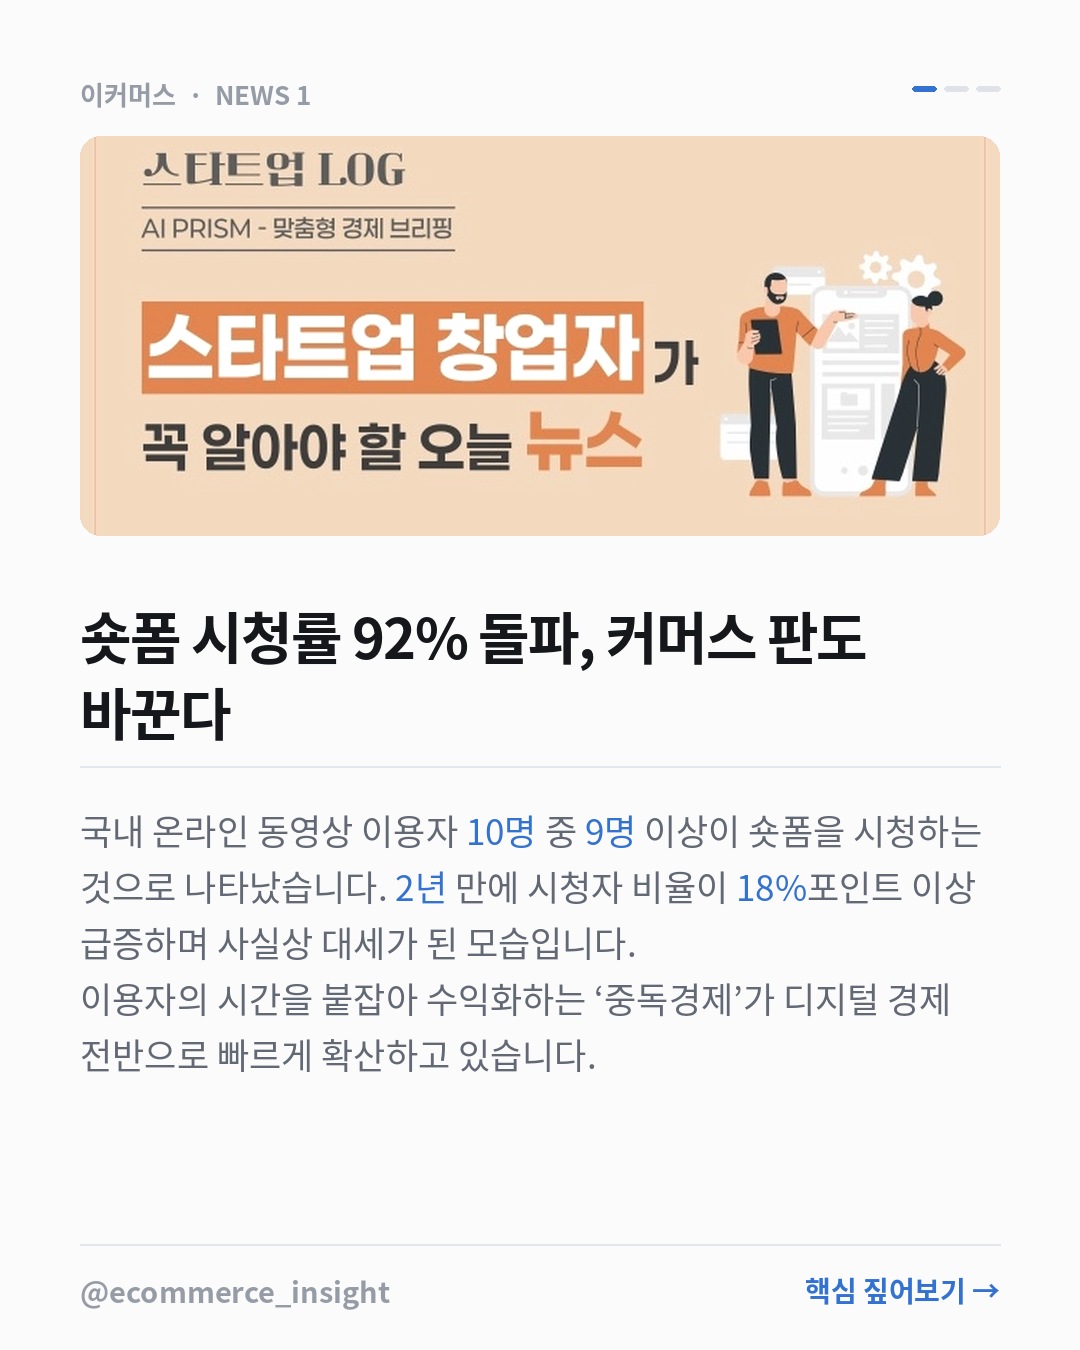 이커머스 · NEWS 1
스타트업 LOG
AI PRISM - 맞춤형 경제 브리핑
스타트업 창업자가
꼭 알아야 할 오늘 뉴스
숏폼 시청률 92% 돌파, 커머스 판도
바꾼다
국내 온라인 동영상 이용자 10명 중 9명 이상이 숏폼을 시청하는
것으로 나타났습니다. 2년 만에 시청자 비율이 18%포인트 이상
급증하며 사실상 대세가 된 모습입니다.
이용자의 시간을 붙잡아 수익화하는 ‘중독경제’가 디지털 경제
전반으로 빠르게 확산하고 있습니다.
@ecommerce_insight
핵심 짚어보기 →